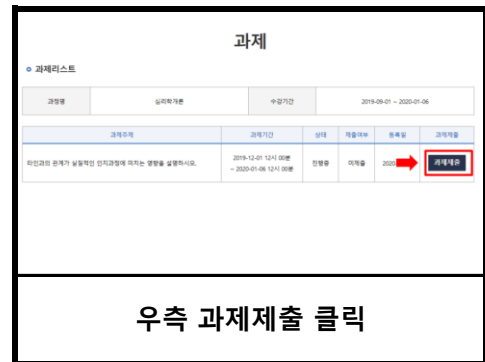 과제
과제리스트
과정명 심리학개론 수강기간 2019-09-01 ~ 2020-01-06
과제주제 과제기간 상태 제출여부 등록일 과제제출
타인과의 관계가 실질적인 인지과정에 미치는 영향을 설명하시오. 2019-12-01 12시 00분 진행중 미제출 2020 과제제출
~ 2020-01-06 12시 00분
우측 과제제출 클릭